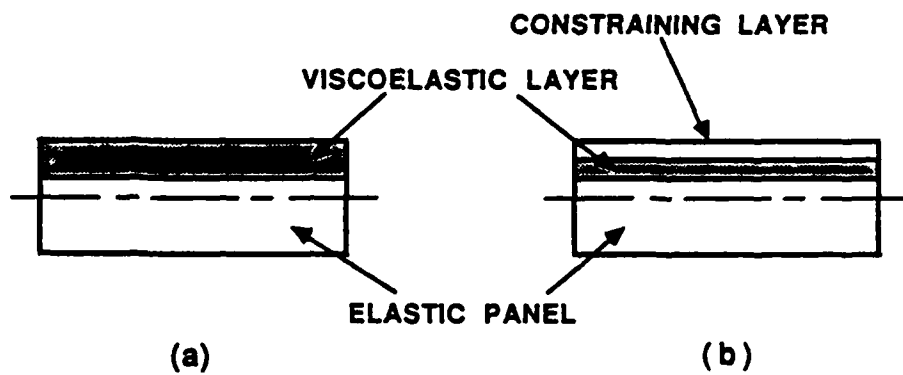 CONSTRAINING LAYER
VISCOELASTIC LAYER
ELASTIC PANEL
(a)
(b)